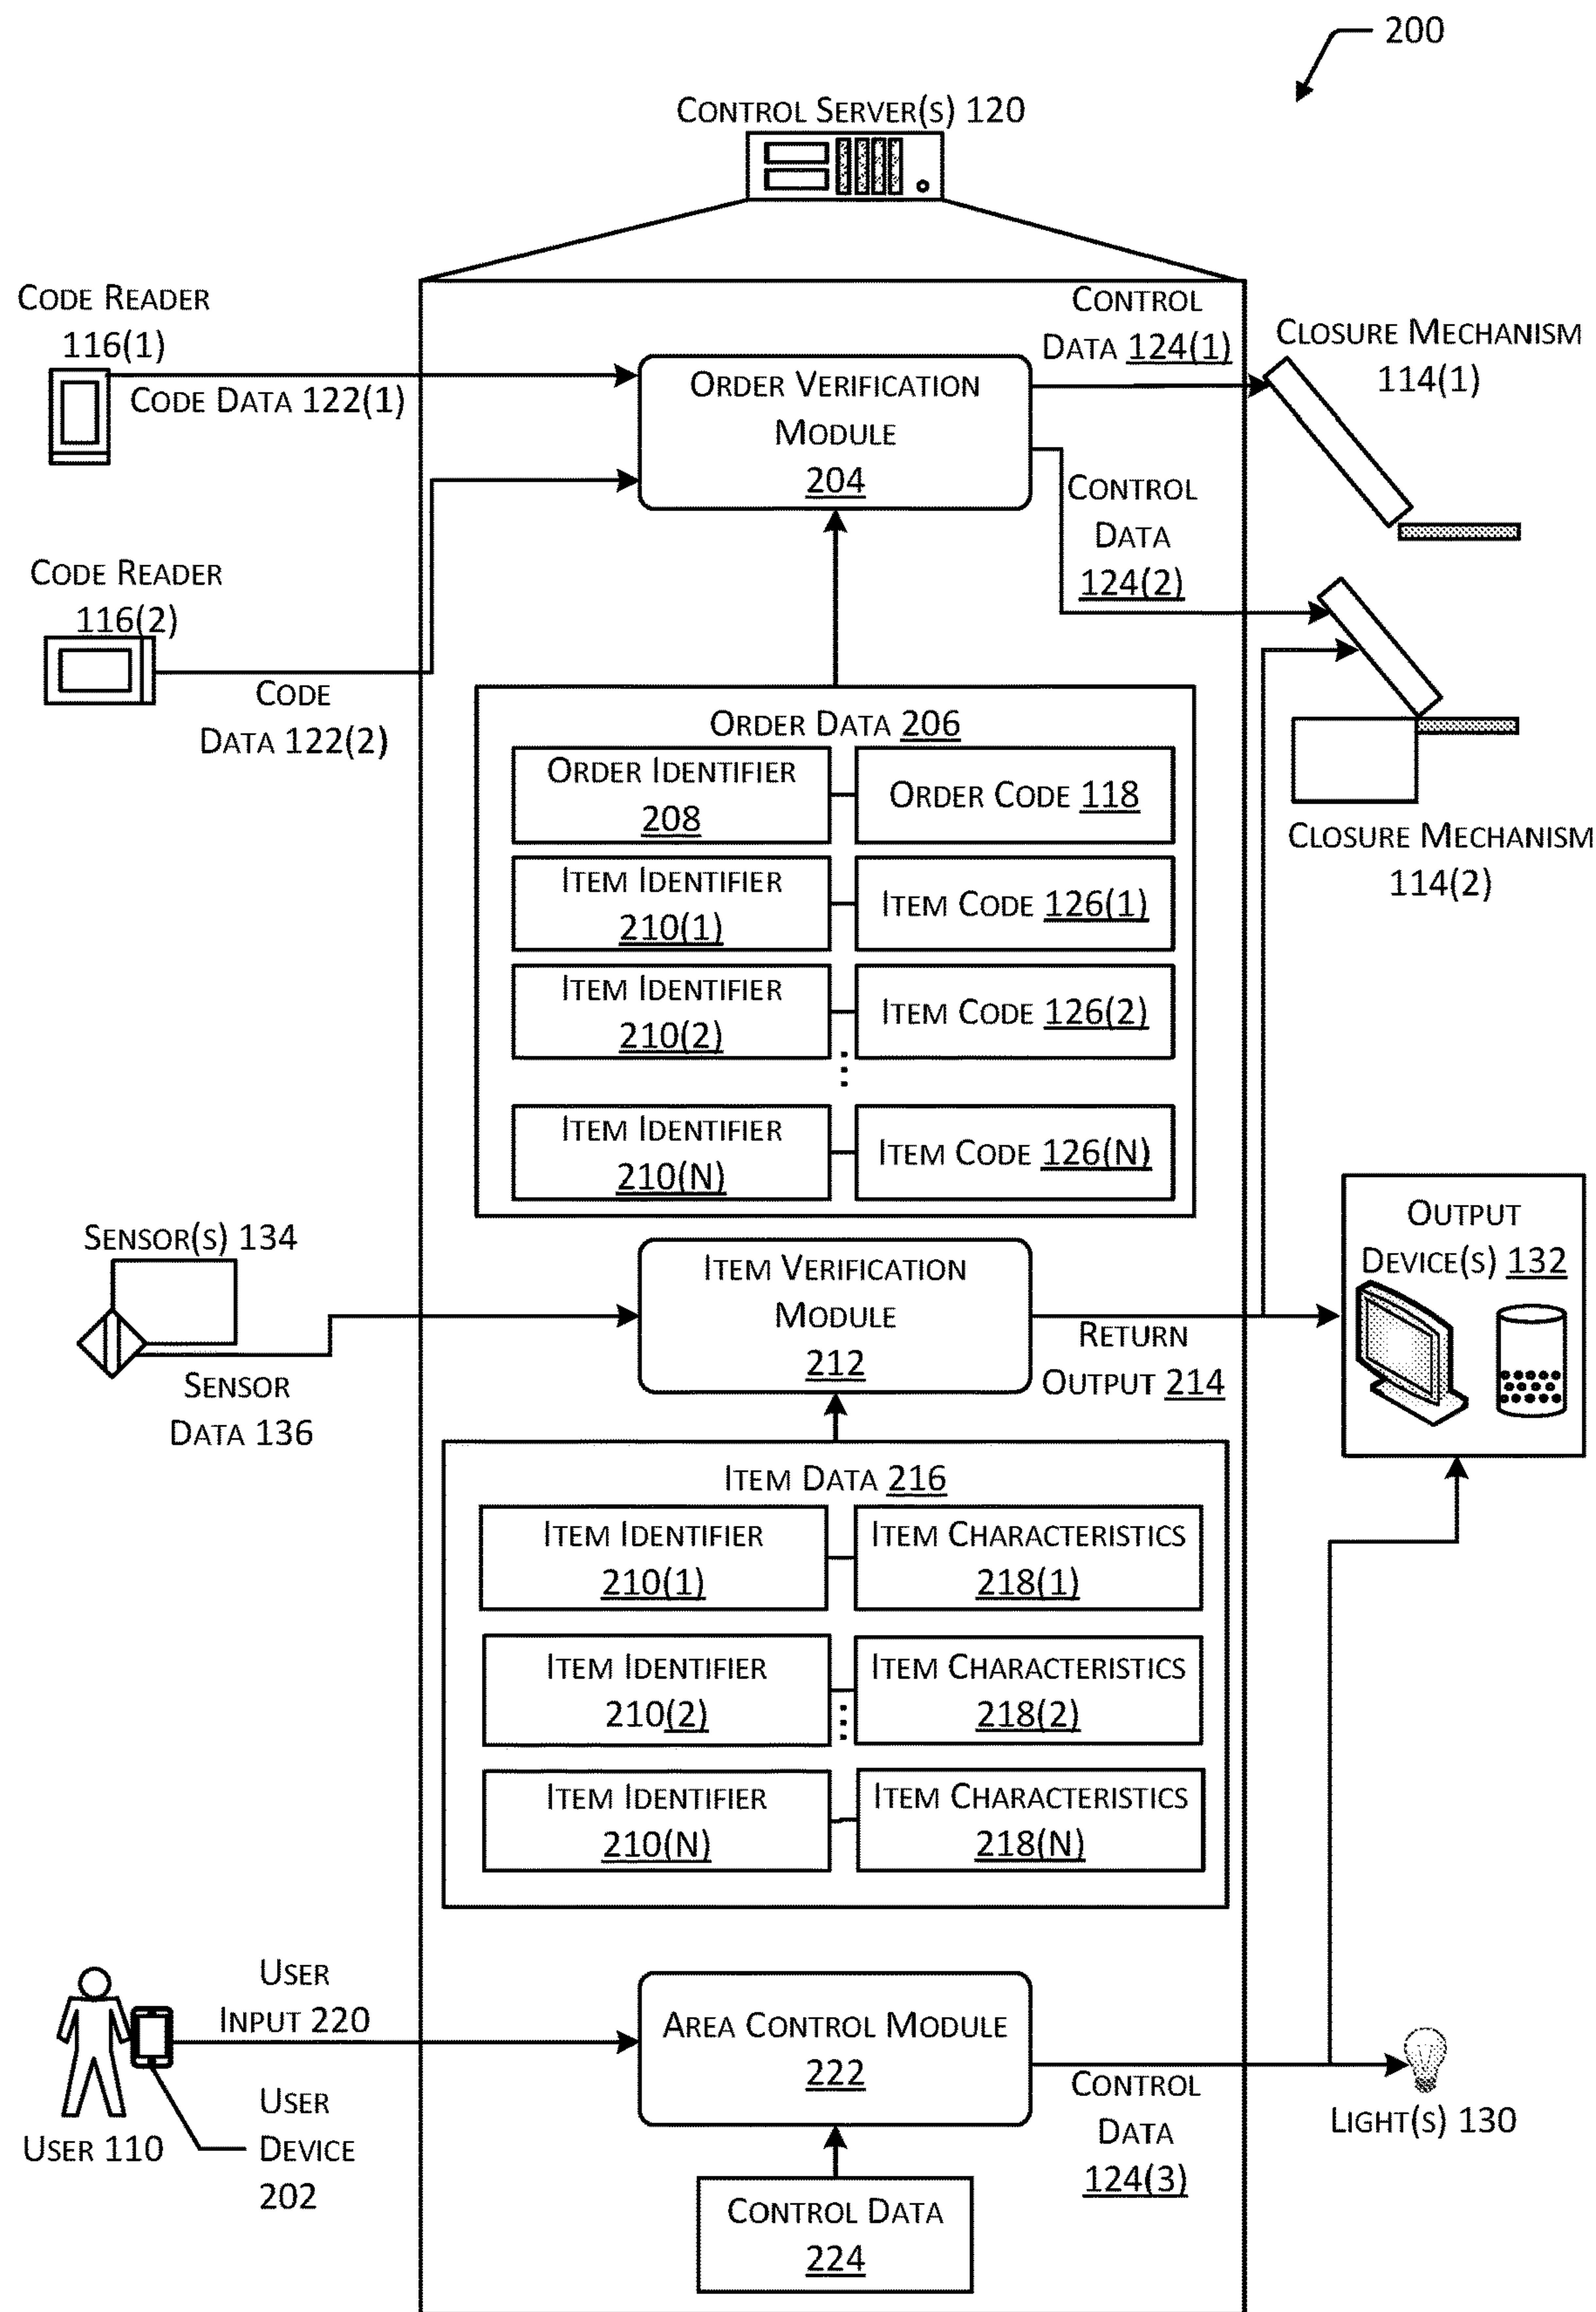 200
CONTROL SERVER(S) 120
CODE READER
116(1)
CODE DATA 122(1)
CODE READER
116(2)
CODE
DATA 122(2)
ORDER VERIFICATION
MODULE
204
CONTROL
DATA 124(1)
CLOSURE MECHANISM
114(1)
CONTROL
DATA
124(2)
CLOSURE MECHANISM
114(2)
ORDER DATA 206
ORDER IDENTIFIER
208
ORDER CODE 118
ITEM IDENTIFIER
210(1)
ITEM CODE 126(1)
ITEM IDENTIFIER
210(2)
ITEM CODE 126(2)
ITEM IDENTIFIER
210(N)
ITEM CODE 126(N)
SENSOR(S) 134
SENSOR
DATA 136
ITEM VERIFICATION
MODULE
212
RETURN
OUTPUT 214
OUTPUT
DEVICE(S) 132
ITEM DATA 216
ITEM IDENTIFIER
210(1)
ITEM CHARACTERISTICS
218(1)
ITEM IDENTIFIER
210(2)
ITEM CHARACTERISTICS
218(2)
ITEM IDENTIFIER
210(N)
ITEM CHARACTERISTICS
218(N)
USER
INPUT 220
USER 110
USER
DEVICE
202
AREA CONTROL MODULE
222
CONTROL
DATA
124(3)
LIGHT(S) 130
CONTROL DATA
224